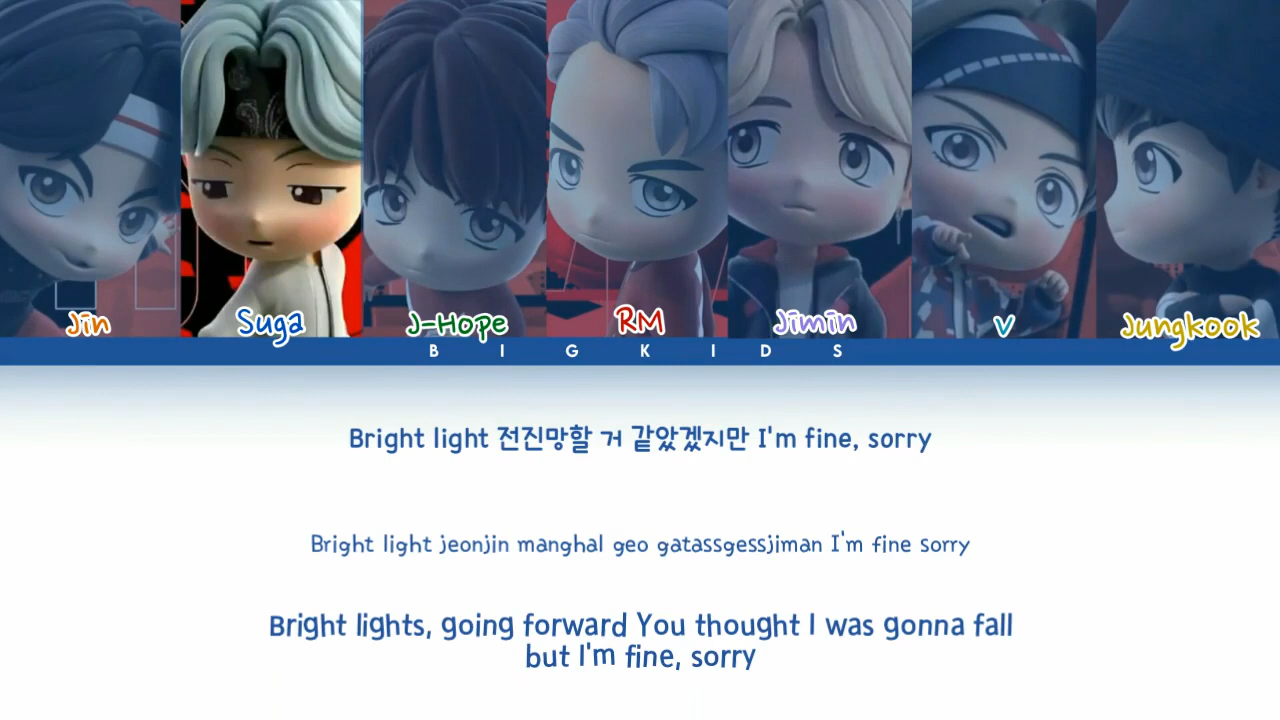 Jin Suga J-Hope RM Jimin V Jungkook
BIGKIDS
Bright light 전진망할 거 같았겠지만 I'm fine, sorry
Bright light jeonjin manghal geo gatassgessjiman I'm fine sorry
Bright lights, going forward You thought I was gonna fall
but I'm fine, sorry